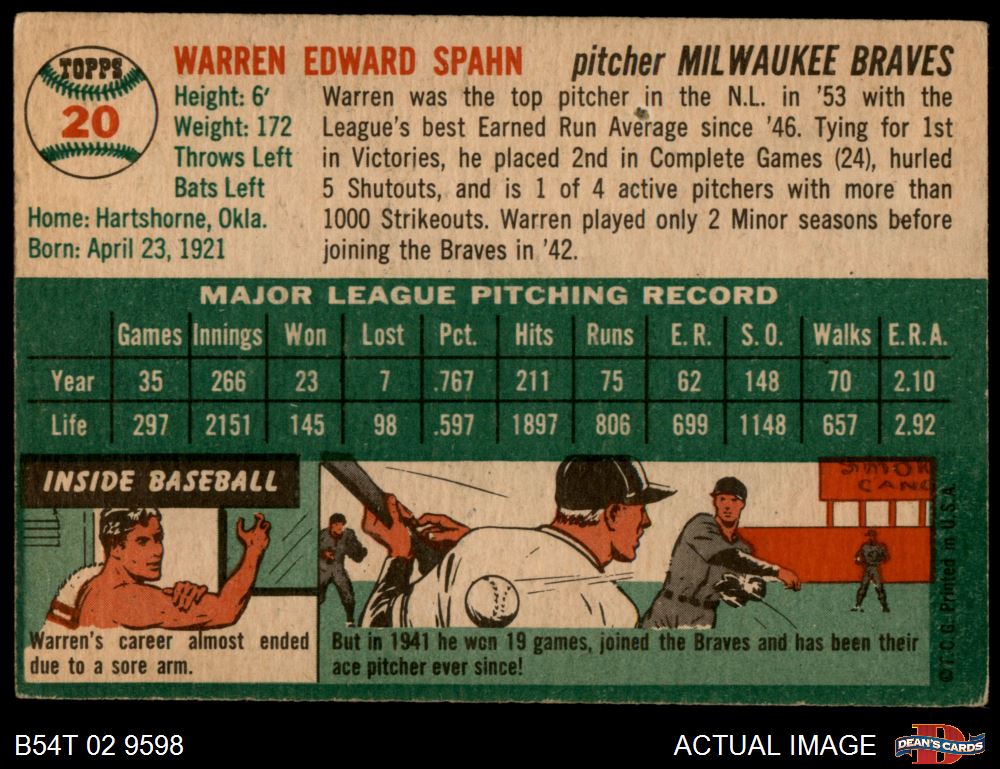 TOPPS
20
WARREN EDWARD SPAHN pitcher MILWAUKEE BRAVES
Height: 6'
Weight: 172
Throws Left
Bats Left
Home: Hartshorne, Okla.
Born: April 23, 1921
Warren was the top pitcher in the N.L. in '53 with the
League's best Earned Run Average since '46. Tying for 1st
in Victories, he placed 2nd in Complete Games (24), hurled
5 Shutouts, and is 1 of 4 active pitchers with more than
1000 Strikeouts. Warren played only 2 Minor seasons before
joining the Braves in '42.
MAJOR LEAGUE PITCHING RECORD
Games Innings Won Lost Pct. Hits Runs E.R. S.O. Walks E.R.A.
Year 35 266 23 7 .767 211 75 62 148 70 2.10
Life 297 2151 145 98 .597 1897 806 699 1148 657 2.92
INSIDE BASEBALL
Warren's career almost ended
due to a sore arm.
But in 1941 he won 19 games, joined the Braves and has been their
ace pitcher ever since!
© T.C.G. Printed in U.S.A.
B54T 02 9598
ACTUAL IMAGE
DEAN'S CARDS